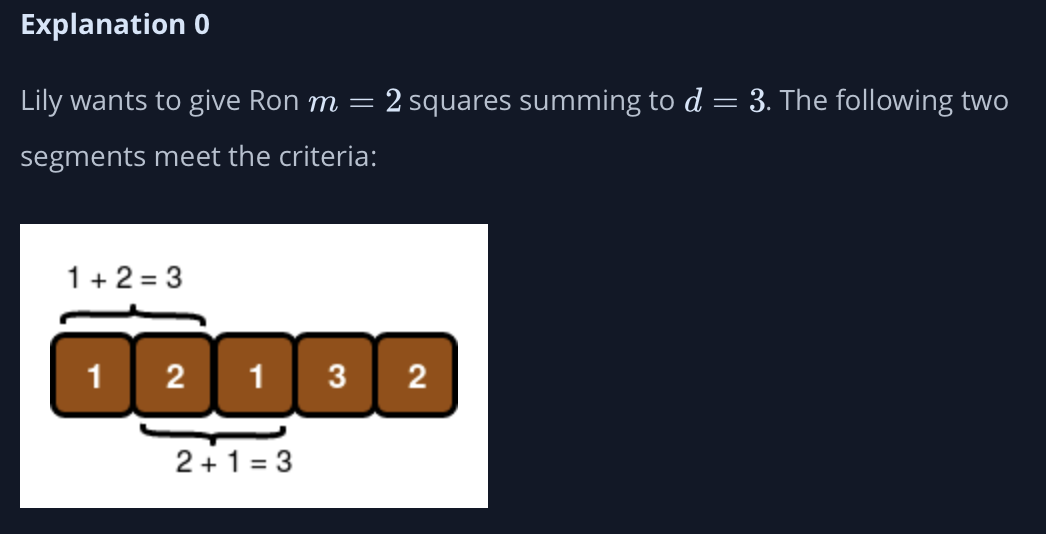 Explanation 0
Lily wants to give Ron m = 2 squares summing to d = 3. The following two
segments meet the criteria:
1 + 2 = 3
1 2 1 3 2
2 + 1 = 3